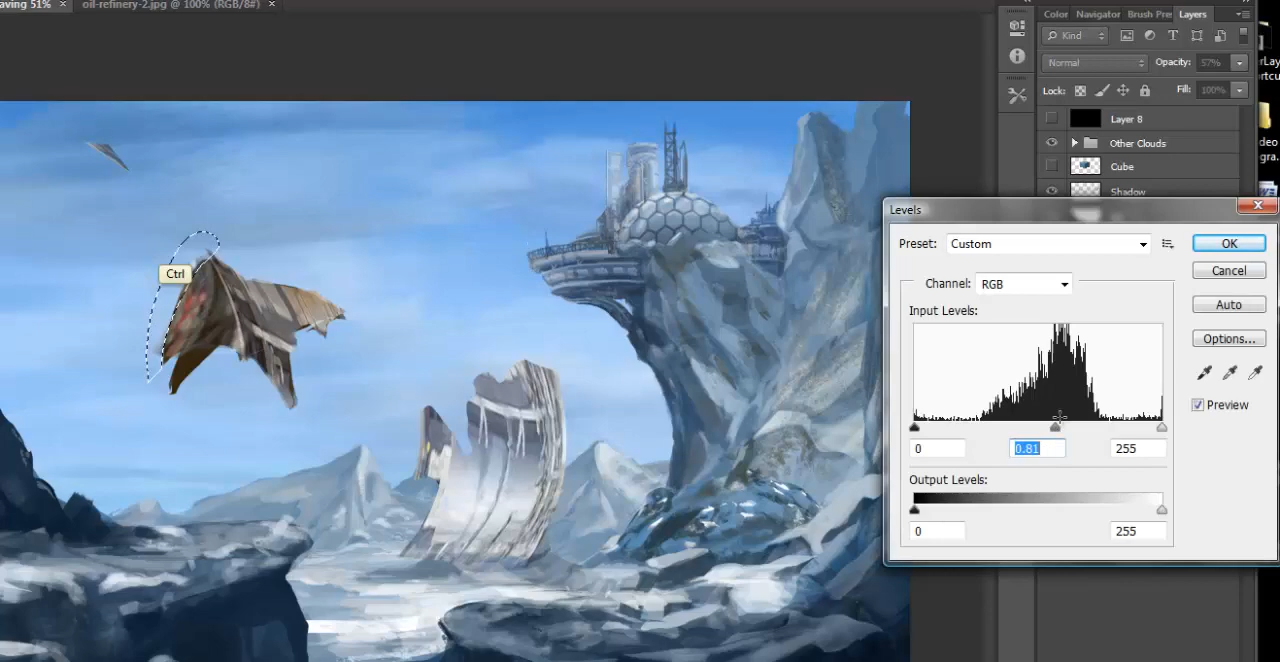 aving 51% × oil-refinery-2.jpg @ 100% (RGB/8#) ×
Color Navigator Brush Pre Layers
Kind
Normal Opacity: 57%
Lock: Fill: 100%
Layer 8
Other Clouds
Cube
Shadow
Ctrl
Levels
Preset: Custom OK
Channel: RGB Cancel
Input Levels: Auto
Options...
Preview
0 0.81 255
Output Levels:
0 255